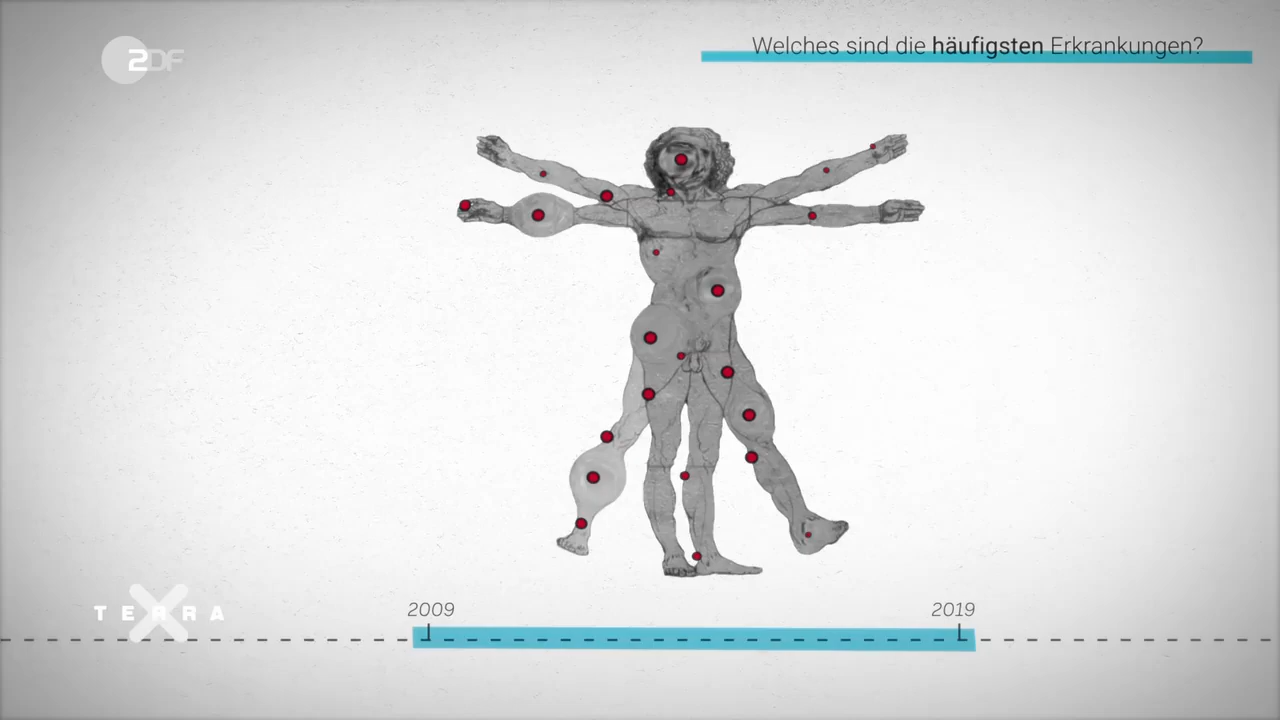 ZDF
Welches sind die häufigsten Erkrankungen?
TERRA X
2009
2019